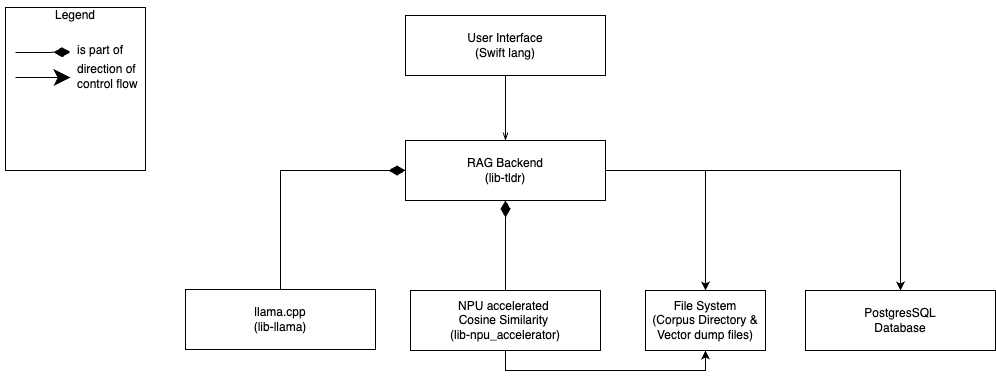 Legend
is part of
direction of
control flow
User Interface
(Swift lang)
RAG Backend
(lib-tldr)
llama.cpp
(lib-llama)
NPU accelerated
Cosine Similarity
(lib-npu_accelerator)
File System
(Corpus Directory &
Vector dump files)
PostgresSQL
Database